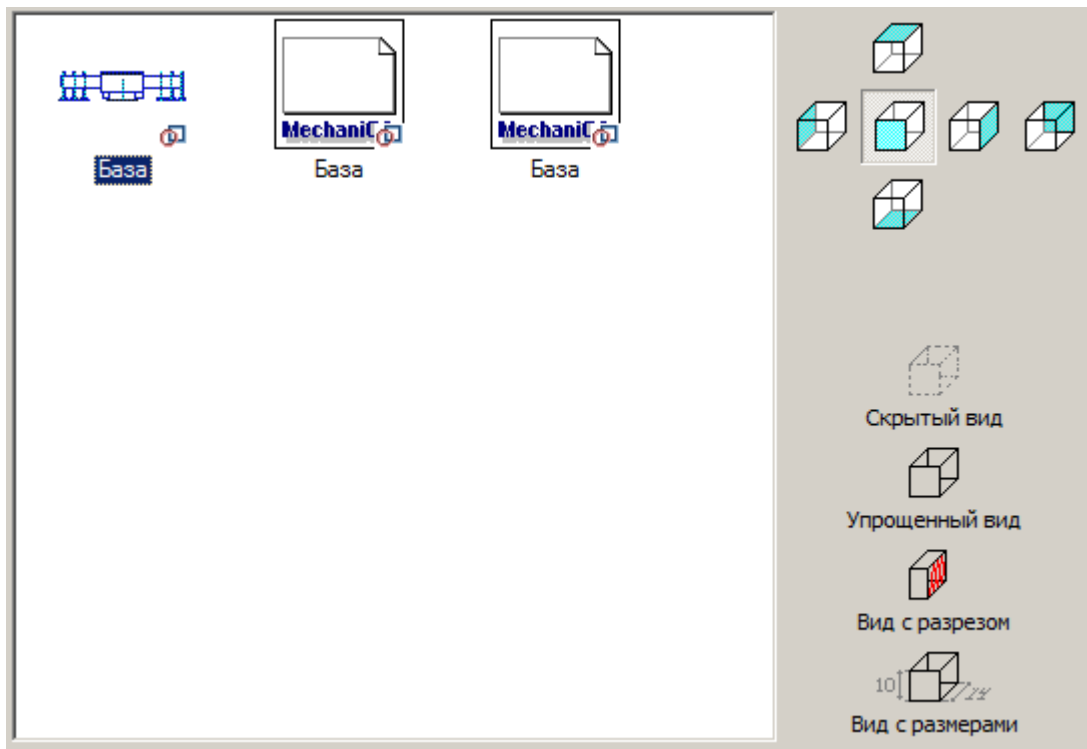 База
MechaniC
База
MechaniC
База
Скрытый вид
Упрощенный вид
Вид с разрезом
10
Вид с размерами